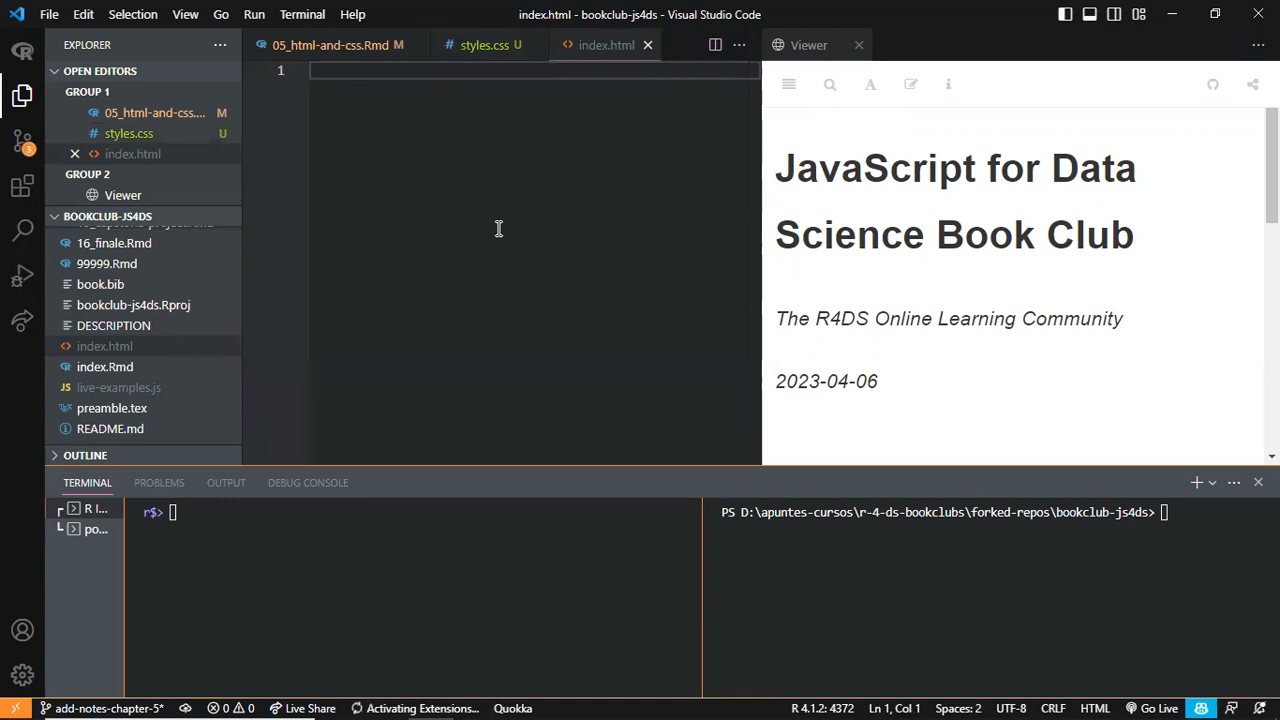 File Edit Selection View Go Run Terminal Help
index.html - bookclub-js4ds - Visual Studio Code
EXPLORER
OPEN EDITORS
GROUP 1
05_html-and-css.... M
styles.css U
index.html
GROUP 2
Viewer
BOOKCLUB-JS4DS
16_finale.Rmd
99999.Rmd
book.bib
bookclub-js4ds.Rproj
DESCRIPTION
index.html
index.Rmd
live-examples.js
preamble.tex
README.md
OUTLINE
05_html-and-css.Rmd M
styles.css U
index.html
1
Viewer
JavaScript for Data
Science Book Club
The R4DS Online Learning Community
2023-04-06
TERMINAL PROBLEMS OUTPUT DEBUG CONSOLE
R I...
po...
r$>
PS D:\apuntes-cursos\r-4-ds-bookclubs\forked-repos\bookclub-js4ds>
3
add-notes-chapter-5* 0 0 Live Share Activating Extensions... Quokka R 4.1.2: 4372 Ln 1, Col 1 Spaces: 2 UTF-8 CRLF HTML Go Live